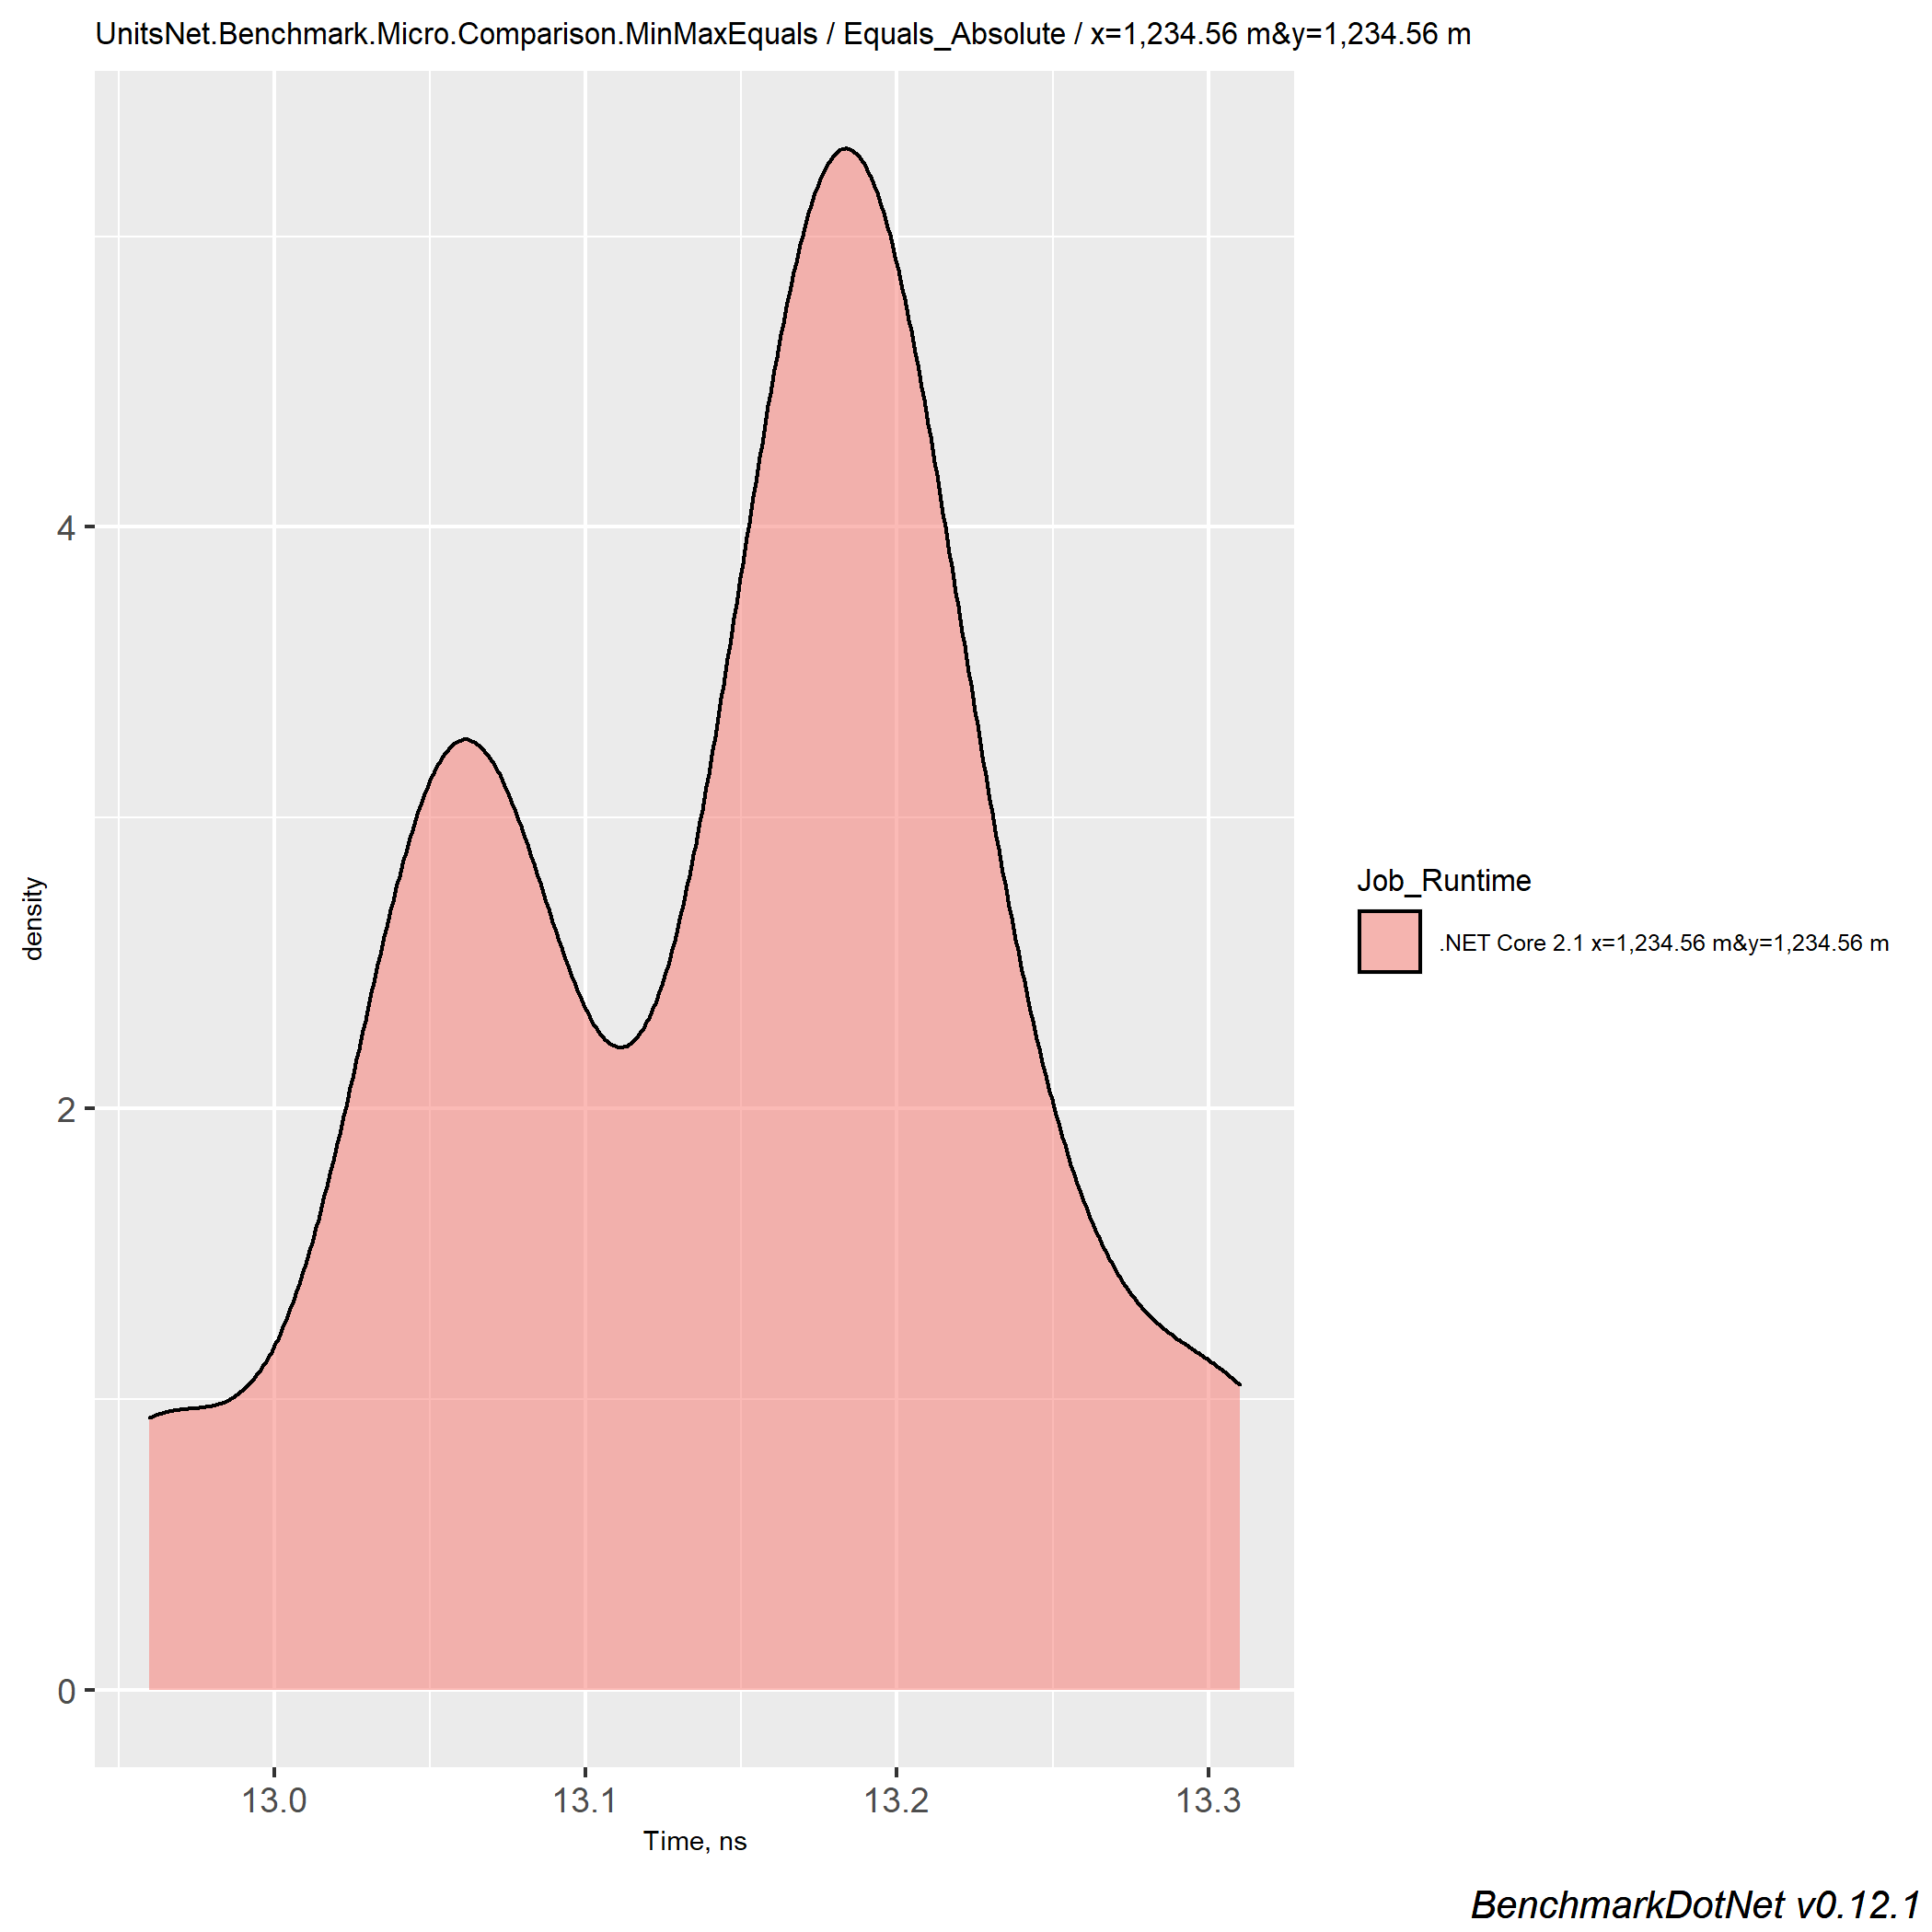 UnitsNet.Benchmark.Micro.Comparison.MinMaxEquals / Equals_Absolute / x=1,234.56 m&y=1,234.56 m
density
4
2
0
13.0 13.1 13.2 13.3
Time, ns
Job_Runtime
.NET Core 2.1 x=1,234.56 m&y=1,234.56 m
BenchmarkDotNet v0.12.1